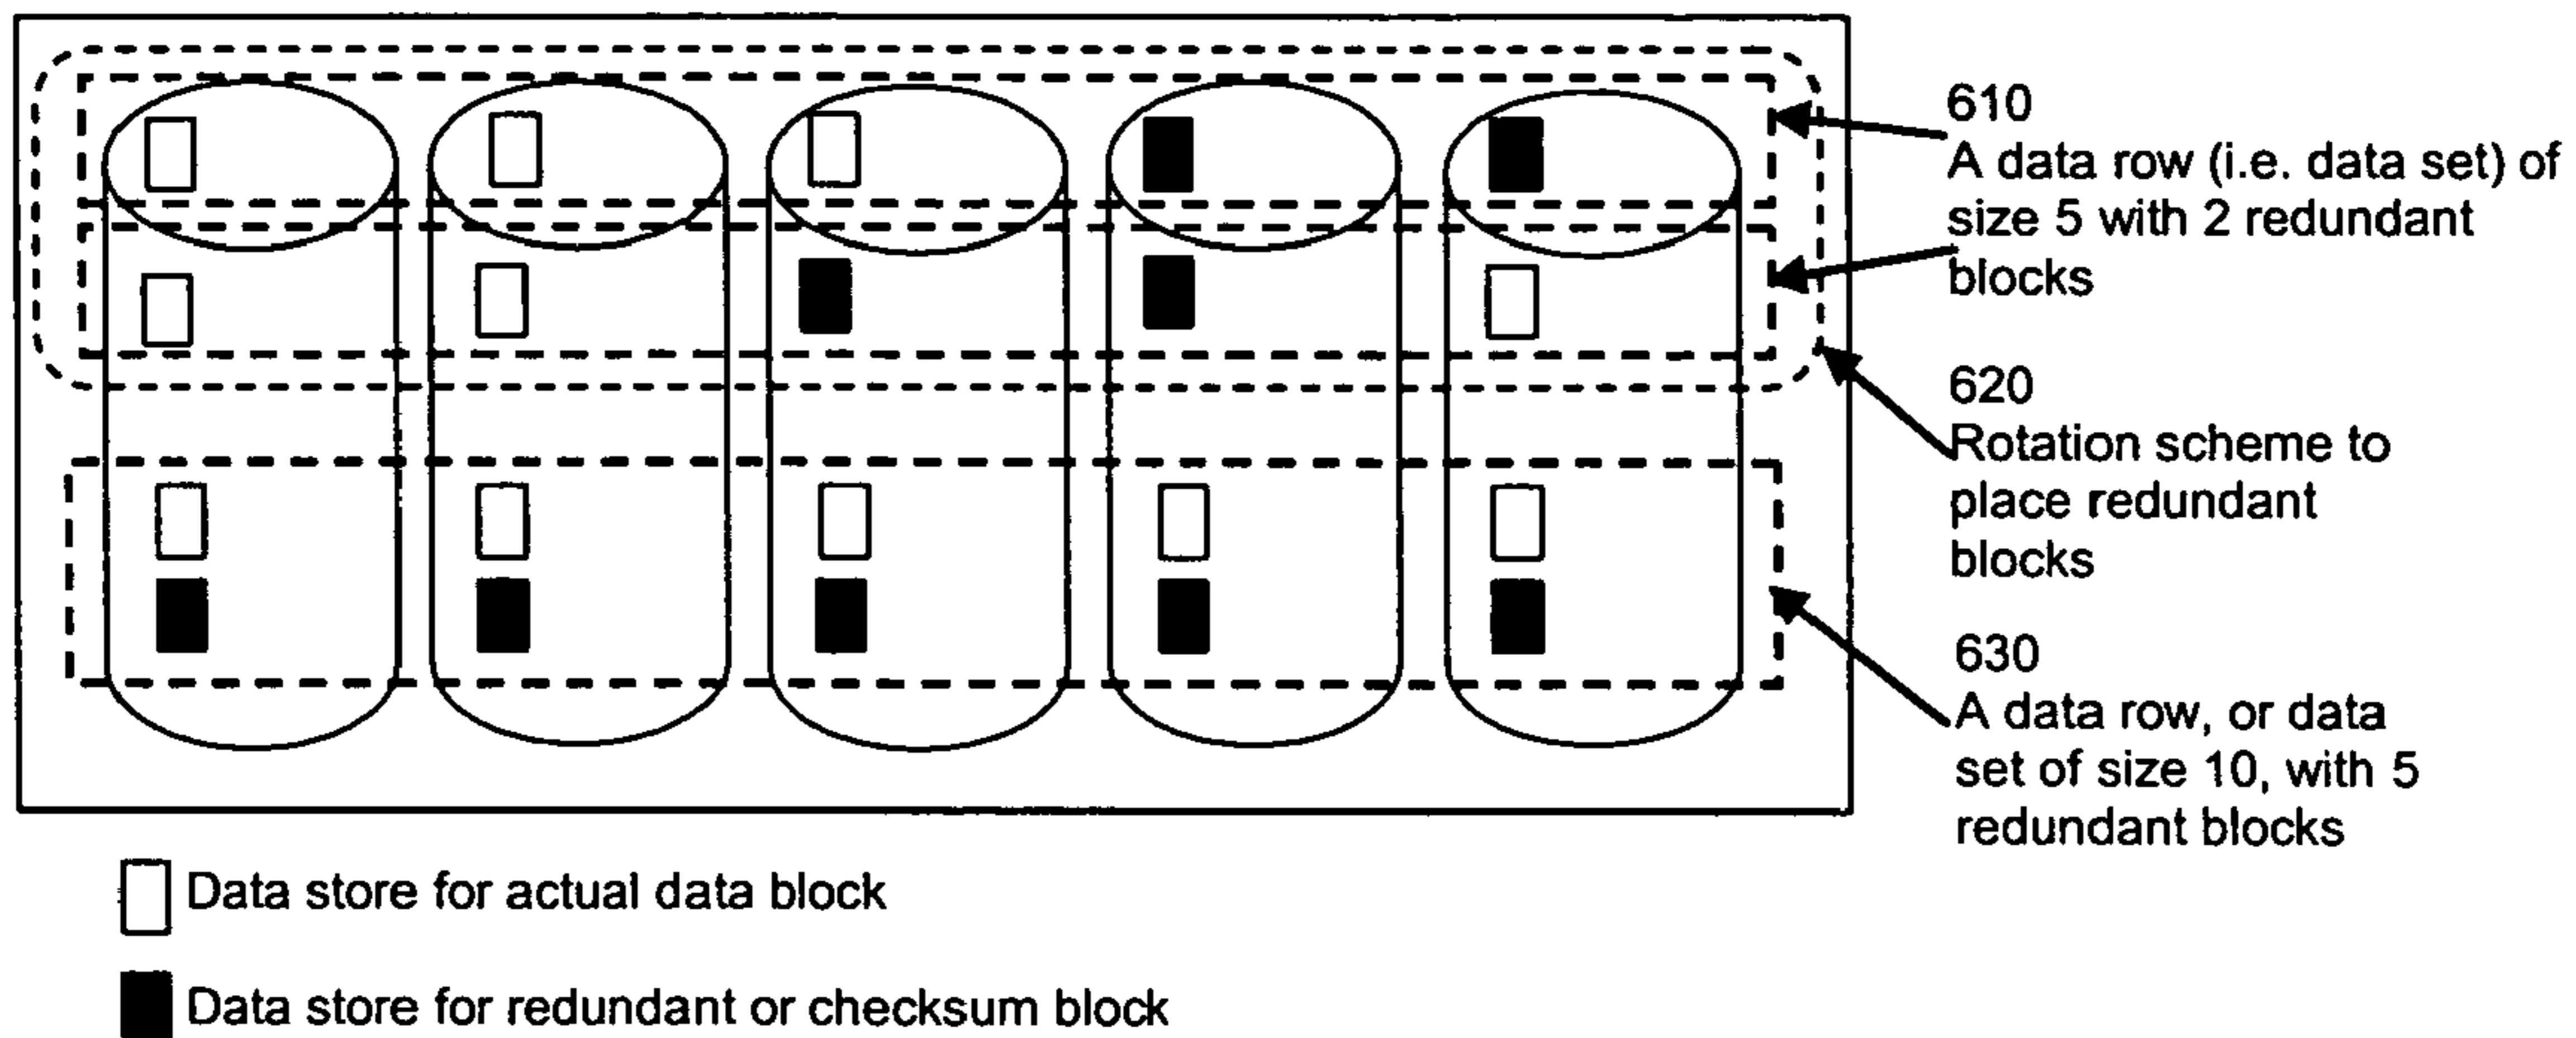 610
A data row (i.e. data set) of
size 5 with 2 redundant
blocks
620
Rotation scheme to
place redundant
blocks
630
A data row, or data
set of size 10, with 5
redundant blocks
Data store for actual data block
Data store for redundant or checksum block